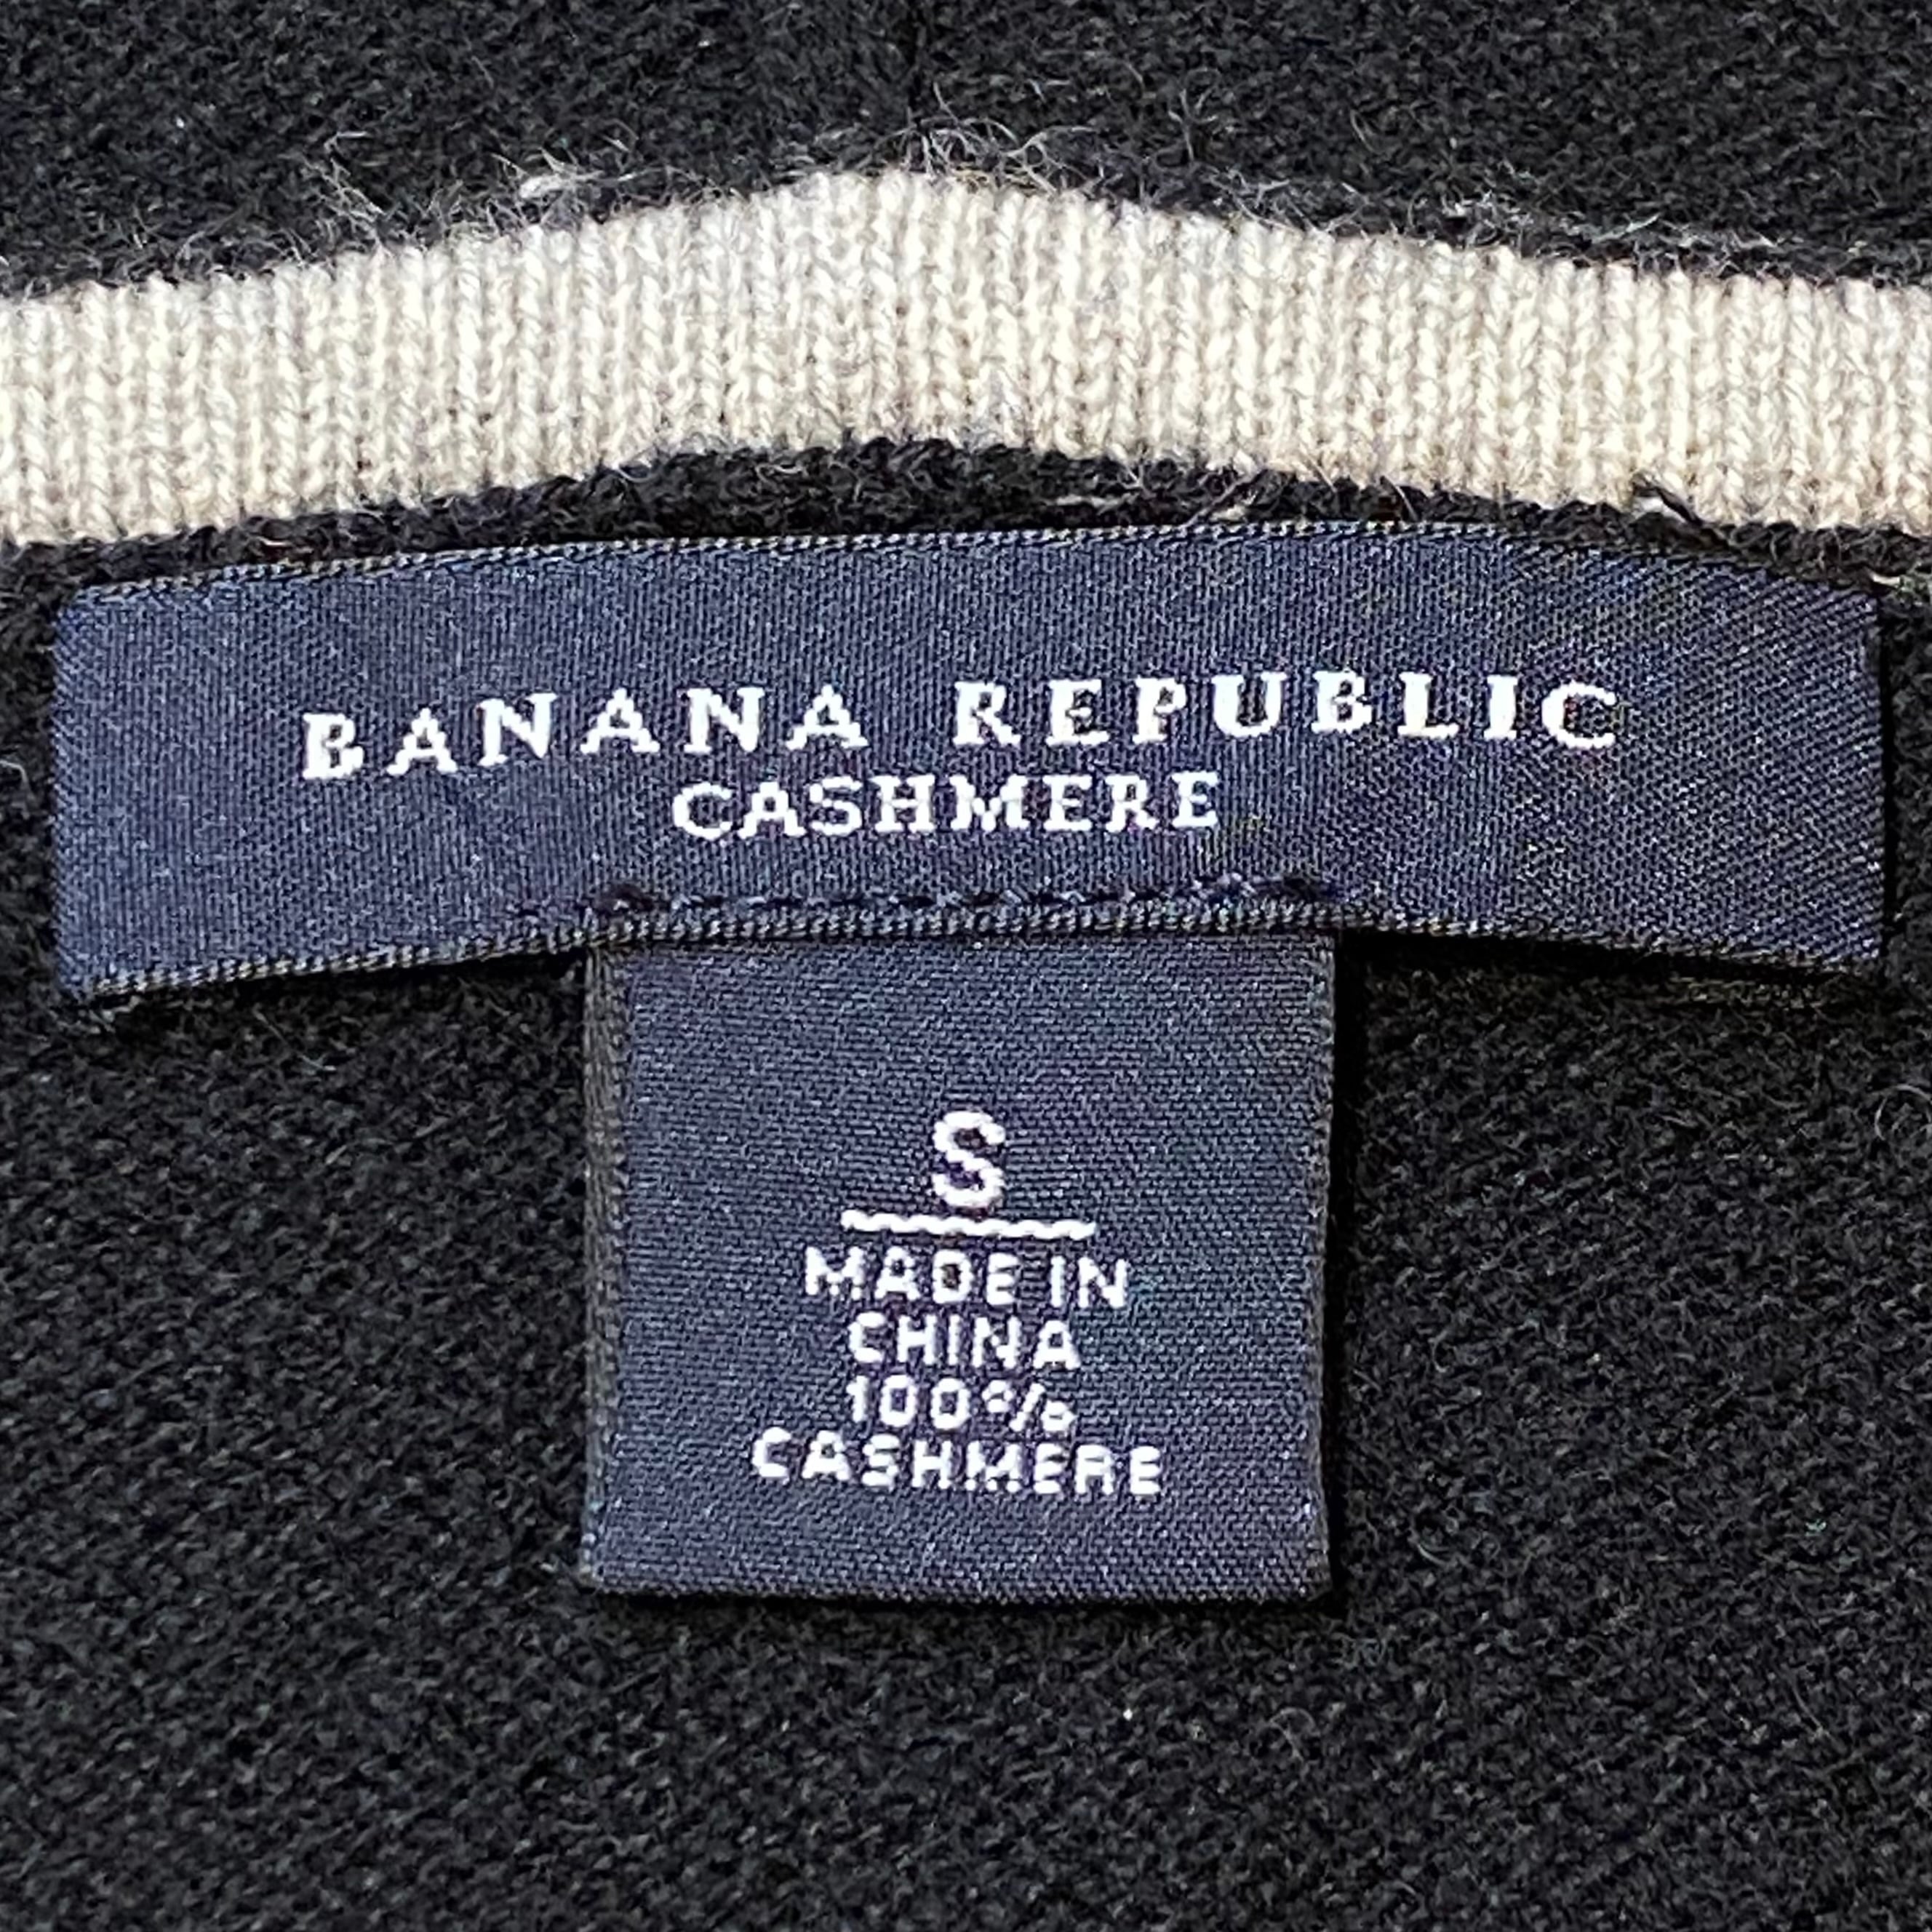 BANANA REPUBLIC
CASHMERE
S
MADE IN
CHINA
100%
CASHMERE